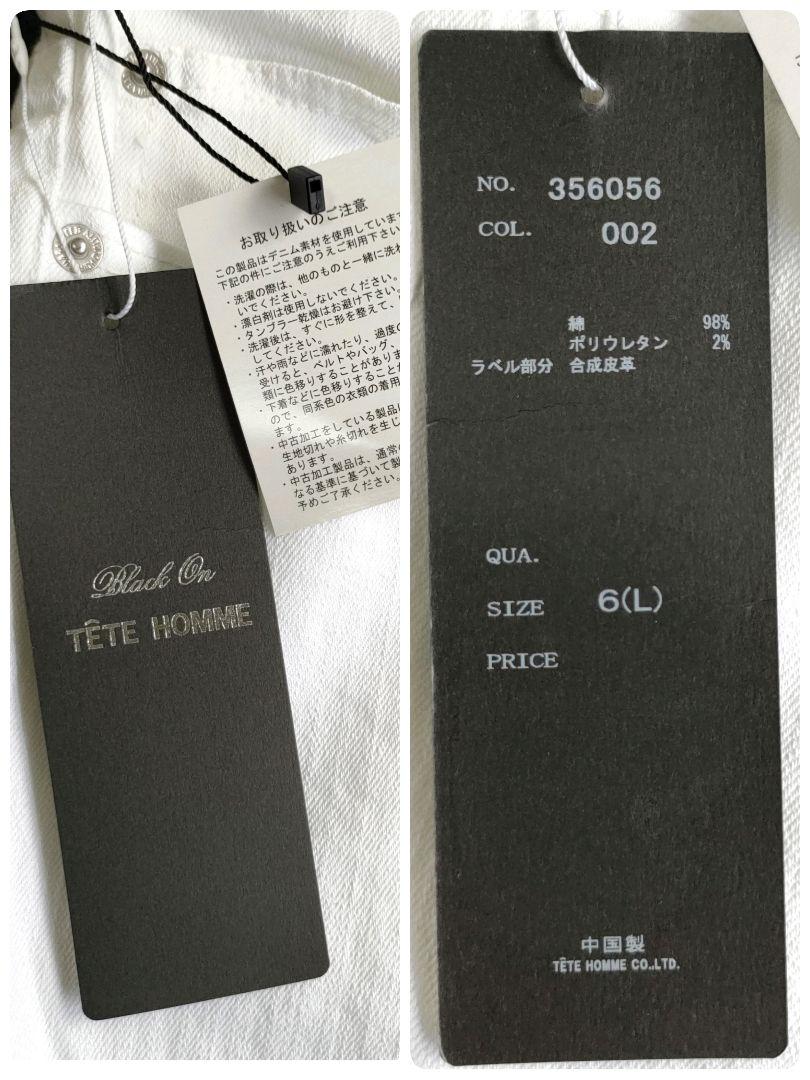 お取り扱いのご注意
この製品はデニム素材を使用しています
下記の件にご注意のうえご利用下さい
・洗濯の際は、他のものと一緒に洗わ
いでください。
・漂白剤は使用しないでください。
・タンブラー乾燥はお避け下さい。
・洗濯後は、すぐに形を整えて、
してください。
・汗や雨などに濡れたり、過度の
受けると、ベルトやバッグ、
類に色移りすることがありま
・下着などに色移りすることが
ので、同系色の衣類の着用
ます。
・中古加工をしている製品は
生地切れや糸切れを生じ
あります。
・中古加工製品は、通常の
なる基準に基づいて製
予めご了承ください。
Black On
TÊTE HOMME
NO. 356056
COL. 002
綿 98%
ポリウレタン 2%
ラベル部分 合成皮革
QUA.
SIZE 6(L)
PRICE
中国製
TÊTE HOMME CO.,LTD.